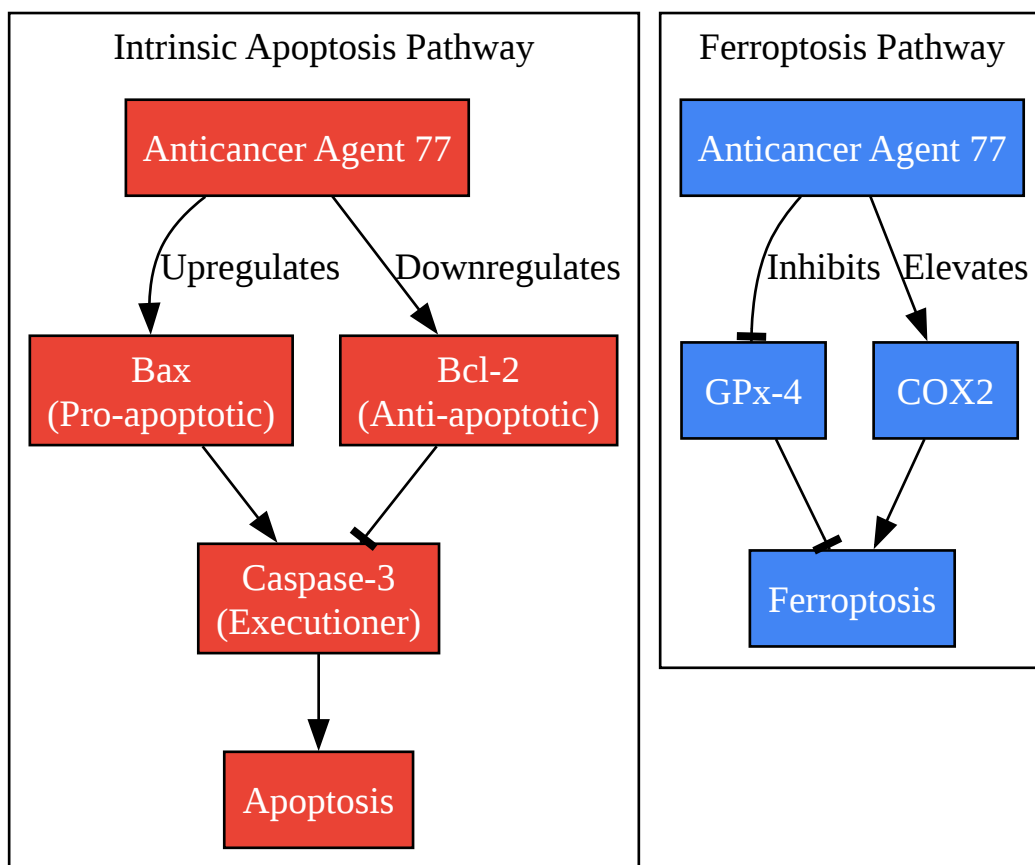 Intrinsic Apoptosis Pathway
Anticancer Agent 77
Upregulates
Downregulates
Bax
(Pro-apoptotic)
Bcl-2
(Anti-apoptotic)
Caspase-3
(Executioner)
Apoptosis
Ferroptosis Pathway
Anticancer Agent 77
Inhibits
Elevates
GPx-4
COX2
Ferroptosis